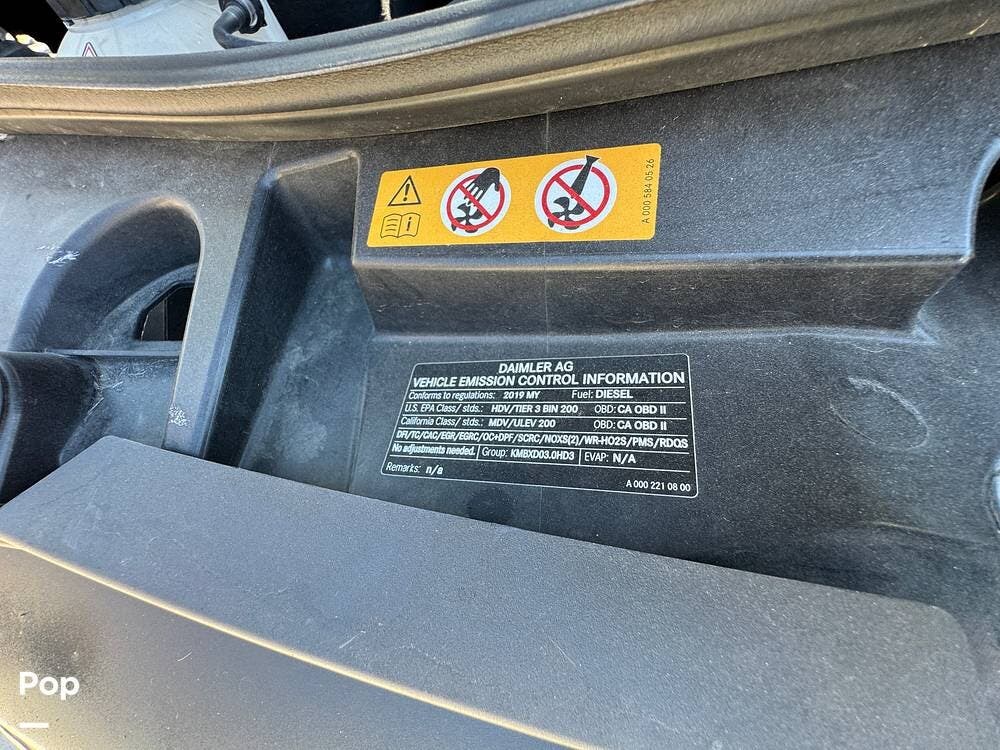 A 000 584 05 26
DAIMLER AG
VEHICLE EMISSION CONTROL INFORMATION
Conforms to regulations: 2019 MY Fuel: DIESEL
U.S. EPA Class/ stds.: HDV/TIER 3 BIN 200 OBD: CA OBD II
California Class/ stds.: MDV/ULEV 200 OBD: CA OBD II
DFI/TC/CAC/EGR/EGRC/OC+DPF/SCRC/NOXS(2)/WR-HO2S/PMS/RDQS
No adjustments needed. Group: KMBXD03.0HD3 EVAP: N/A
Remarks: n/a
A 000 221 08 00
Pop